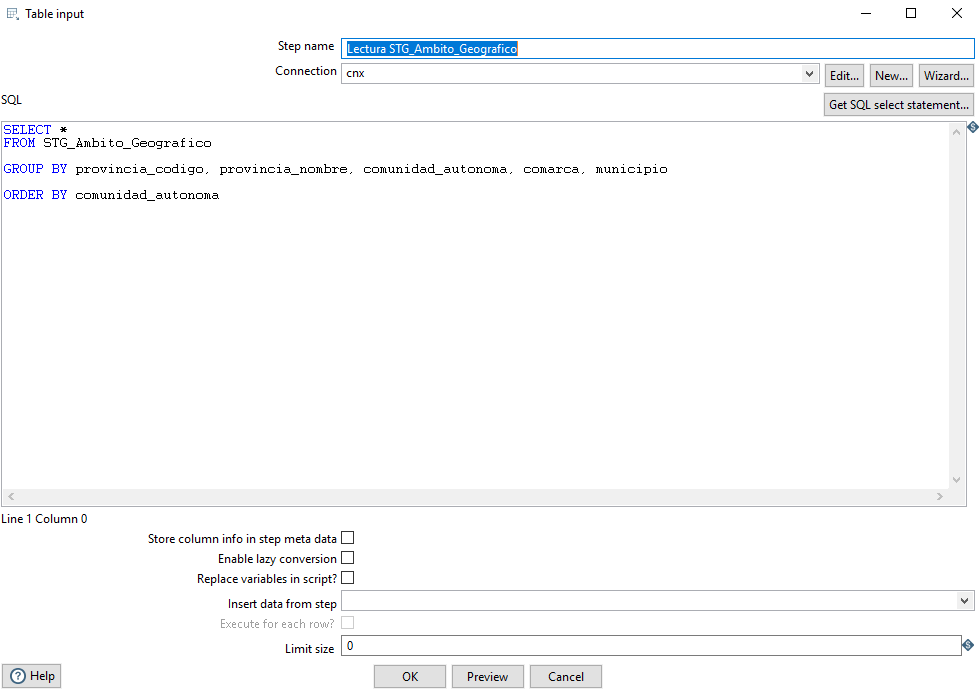 Table input
Step name Lectura STG_Ambito_Geografico
Connection cnx Edit... New... Wizard...
SQL Get SQL select statement...
SELECT *
FROM STG_Ambito_Geografico
GROUP BY provincia_codigo, provincia_nombre, comunidad_autonoma, comarca, municipio
ORDER BY comunidad_autonoma
Line 1 Column 0
Store column info in step meta data
Enable lazy conversion
Replace variables in script?
Insert data from step
Execute for each row?
Limit size 0
Help OK Preview Cancel